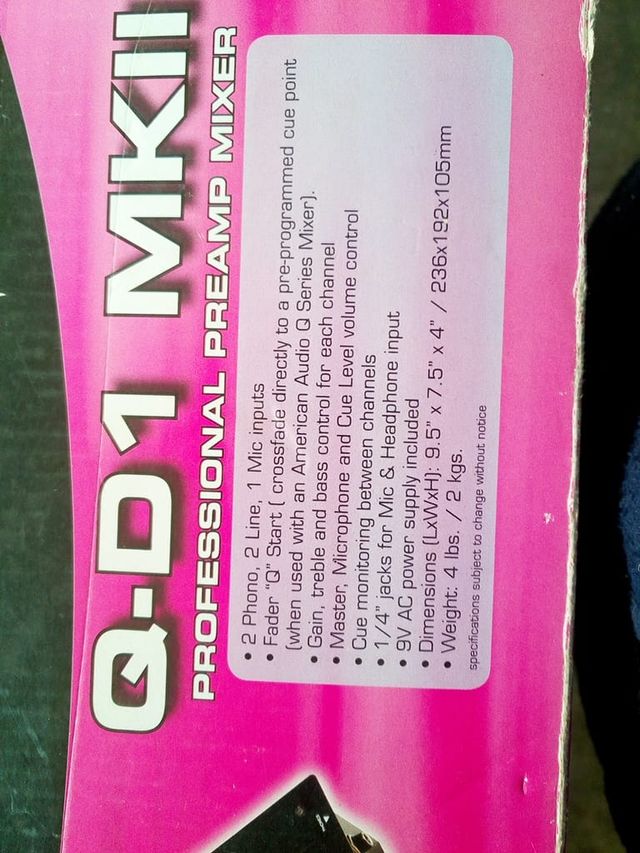 Q-D1 MKII
PROFESSIONAL PREAMP MIXER
• 2 Phono, 2 Line, 1 Mic inputs
• Fader "Q" Start ( crossfade directly to a pre-programmed cue point
(when used with an American Audio Q Series Mixer).
• Gain, treble and bass control for each channel
• Master, Microphone and Cue Level volume control
• Cue monitoring between channels
• 1/4" jacks for Mic & Headphone input
• 9V AC power supply included
• Dimensions (LxWxH): 9.5" x 7.5" x 4" / 236x192x105mm
• Weight: 4 lbs. / 2 kgs.
specifications subject to change without notice